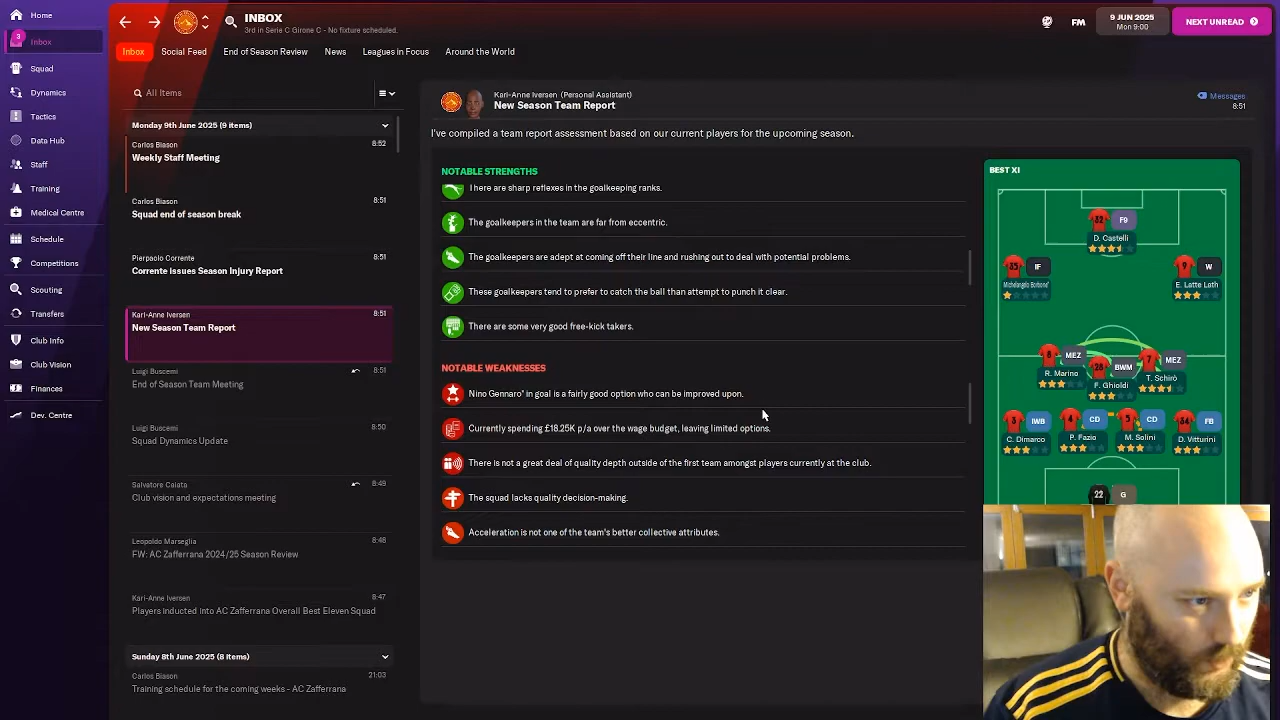 Home
3
Inbox
Squad
Dynamics
Tactics
Data Hub
Staff
Training
Medical Centre
Schedule
Competitions
Scouting
Transfers
Club Info
Club Vision
Finances
Dev. Centre
INBOX
3rd in Serie C Girone C - No fixture scheduled.
FM
9 JUN 2025
Mon 9:00
NEXT UNREAD
Inbox
Social Feed
End of Season Review
News
Leagues in Focus
Around the World
All Items
Monday 9th June 2025 (9 items)
Carlos Biason 8:52
Weekly Staff Meeting
Carlos Biason 8:51
Squad end of season break
Pierpaolo Corrente 8:51
Corrente issues Season Injury Report
Kari-Anne Iversen 8:51
New Season Team Report
Luigi Buscemi 8:51
End of Season Team Meeting
Luigi Buscemi 8:50
Squad Dynamics Update
Salvatore Caiata 8:49
Club vision and expectations meeting
Leopoldo Marseglia 8:48
FW: AC Zafferrana 2024/25 Season Review
Kari-Anne Iversen 8:47
Players inducted into AC Zafferrana Overall Best Eleven Squad
Sunday 8th June 2025 (8 items)
Carlos Biason 21:03
Training schedule for the coming weeks - AC Zafferrana
Kari-Anne Iversen (Personal Assistant)
New Season Team Report
Messages
8:51
I've compiled a team report assessment based on our current players for the upcoming season.
NOTABLE STRENGTHS
There are sharp reflexes in the goalkeeping ranks.
The goalkeepers in the team are far from eccentric.
The goalkeepers are adept at coming off their line and rushing out to deal with potential problems.
These goalkeepers tend to prefer to catch the ball than attempt to punch it clear.
There are some very good free-kick takers.
NOTABLE WEAKNESSES
Nino Gennaro* in goal is a fairly good option who can be improved upon.
Currently spending £18.25K p/a over the wage budget, leaving limited options.
There is not a great deal of quality depth outside of the first team amongst players currently at the club.
The squad lacks quality decision-making.
Acceleration is not one of the team's better collective attributes.
BEST XI
32 F9
D. Castelli
35 IF
Michelangelo Borbone*
9 W
E. Latte Lath
8 MEZ
R. Marino
28 BWM
F. Ghioldi
7 MEZ
T. Schirò
3 IWB
C. Dimarco
4 CD
P. Fazio
5 CD
M. Solini
34 FB
D. Vitturini
22 G